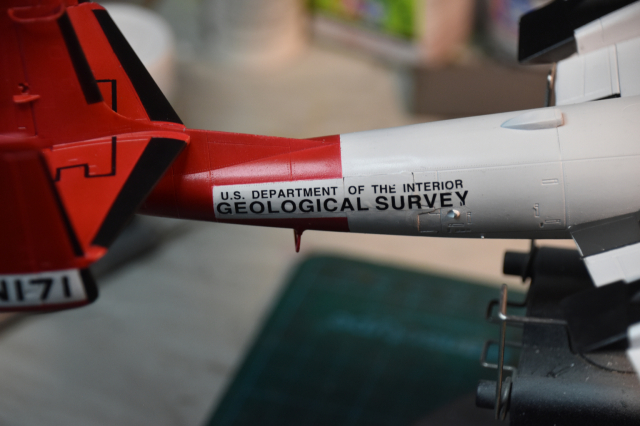 U.S. DEPARTMENT OF THE INTERIOR
GEOLOGICAL SURVEY
N171